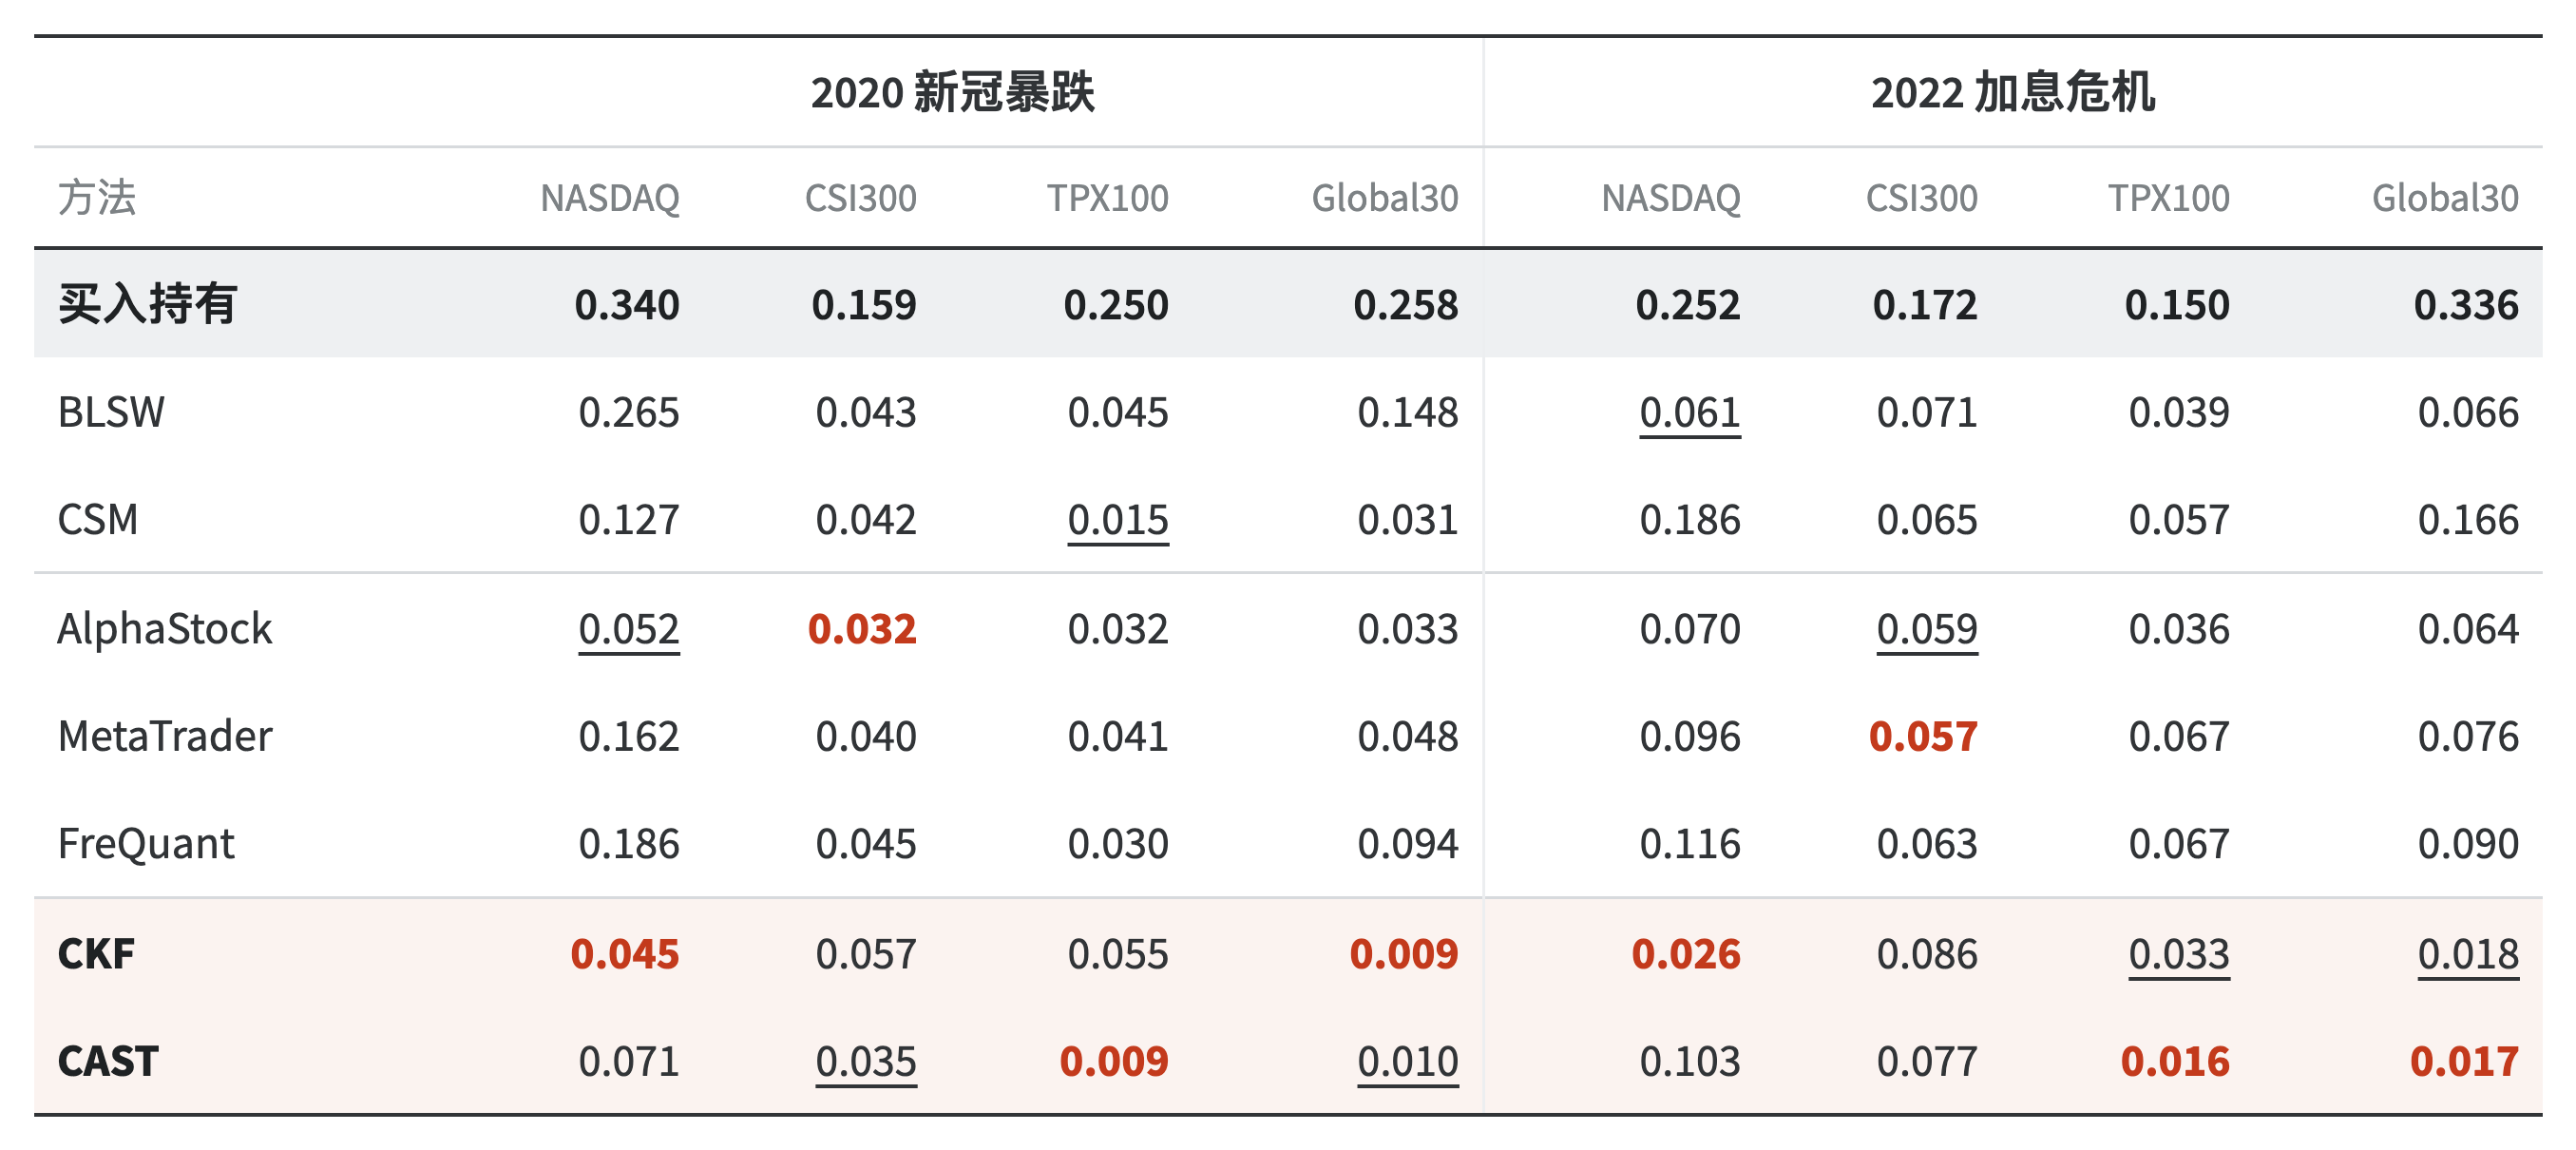 2020 新冠暴跌 2022 加息危机
方法 NASDAQ CSI300 TPX100 Global30 NASDAQ CSI300 TPX100 Global30
买入持有 0.340 0.159 0.250 0.258 0.252 0.172 0.150 0.336
BLSW 0.265 0.043 0.045 0.148 0.061 0.071 0.039 0.066
CSM 0.127 0.042 0.015 0.031 0.186 0.065 0.057 0.166
AlphaStock 0.052 0.032 0.032 0.033 0.070 0.059 0.036 0.064
MetaTrader 0.162 0.040 0.041 0.048 0.096 0.057 0.067 0.076
FreQuant 0.186 0.045 0.030 0.094 0.116 0.063 0.067 0.090
CKF 0.045 0.057 0.055 0.009 0.026 0.086 0.033 0.018
CAST 0.071 0.035 0.009 0.010 0.103 0.077 0.016 0.017